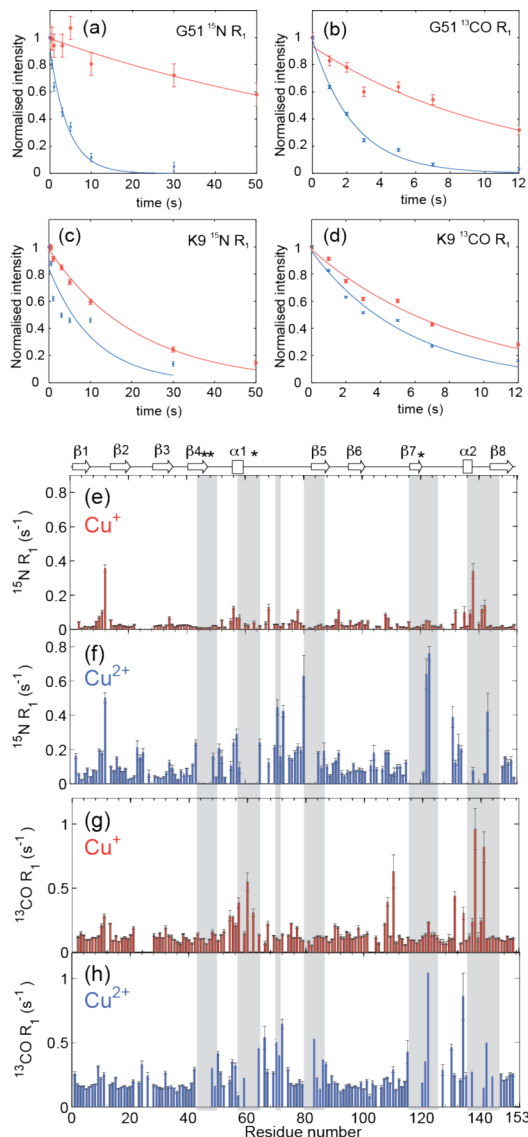 (a) G51 ¹⁵N R₁
Normalised intensity
1
0.8
0.6
0.4
0.2
0
0 10 20 30 40 50
time (s)
(b) G51 ¹³CO R₁
Normalised intensity
1
0.8
0.6
0.4
0.2
0
0 2 4 6 8 10 12
time (s)
(c) K9 ¹⁵N R₁
Normalised intensity
1
0.8
0.6
0.4
0.2
0
0 10 20 30 40 50
time (s)
(d) K9 ¹³CO R₁
Normalised intensity
1
0.8
0.6
0.4
0.2
0
0 2 4 6 8 10 12
time (s)
β1 β2 β3 β4** α1 * β5 β6 β7* α2 β8
(e)
Cu⁺
¹⁵N R₁ (s⁻¹)
0.8
0.6
0.4
0.2
0
(f)
Cu²⁺
¹⁵N R₁ (s⁻¹)
0.8
0.6
0.4
0.2
0
(g)
Cu⁺
¹³CO R₁ (s⁻¹)
1
0.5
0
(h)
Cu²⁺
¹³CO R₁ (s⁻¹)
1
0.5
0
0 20 40 60 80 100 120 140 153
Residue number